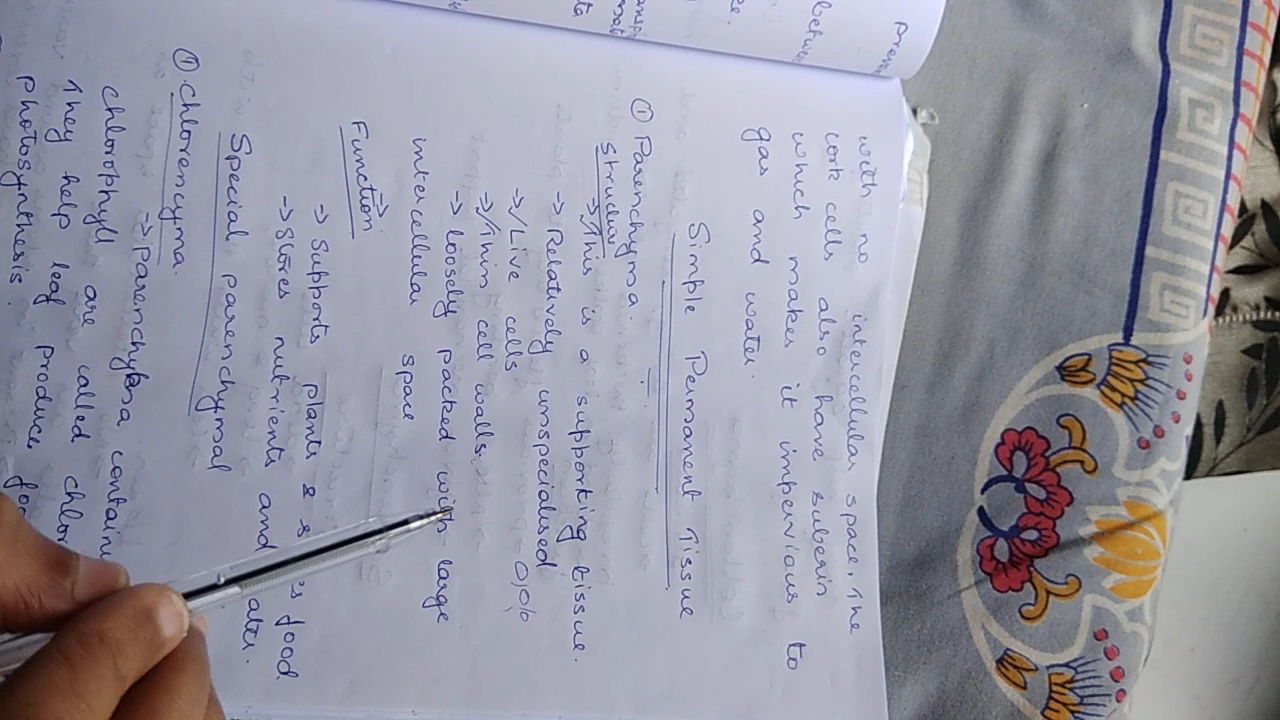 with no intercellular space. The
cork cells also have suberin
which makes it impervious to
gas and water.
Simple Permanent Tissue
① Parenchyma.
Structure
→ This is a supporting tissue.
→ Relatively unspecialised
→ Live cells
→ Thin cell walls.
→ loosely packed with large
intercellular space
Function
→ Supports plants & food
→ Stores nutrients and
Special parenchymal
① Chlorencyma.
→ Parenchyma
chlorophyll are called
They help leaf produce
photosynthesis.